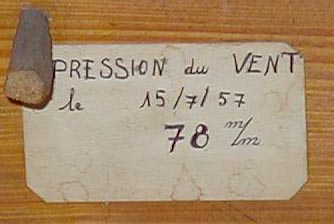 PRESSION du VENT
le 15/7/57
78 m/m